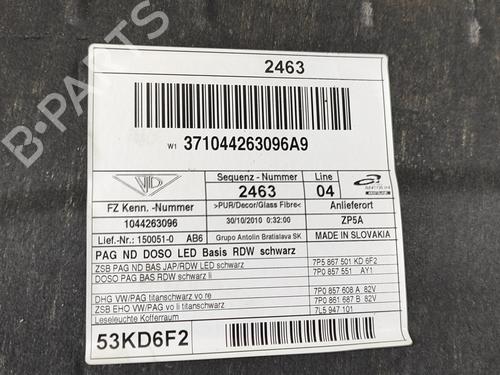 2463
W1 371044263096A9
Sequenz - Nummer
Line
2463
04
FZ Kenn. -Nummer
>PUR/Decor/Glass Fibre<
Anlieferort
1044263096
30/10/2010 0:32:00
ZP5A
Lief.-Nr.: 150051-0 AB6
Grupo Antolin Bratislava SK
MADE IN SLOVAKIA
PAG ND DOSO LED Basis RDW schwarz
ZSB PAG ND BAS JAP/RDW LED schwarz
7P5 867 501 KD 6F2
DOSO PAG BAS RDW schwarz li
7P0 857 551 AY1
DHG VW/PAG titanschwarz vo re
7P0 857 608 A 82V
ZSB EHO VW/PAG vo li titanschwarz
7P0 861 687 B 82V
Leseleuchte Kofferraum
7L5 947 101
53KD6F2
B-PARTS